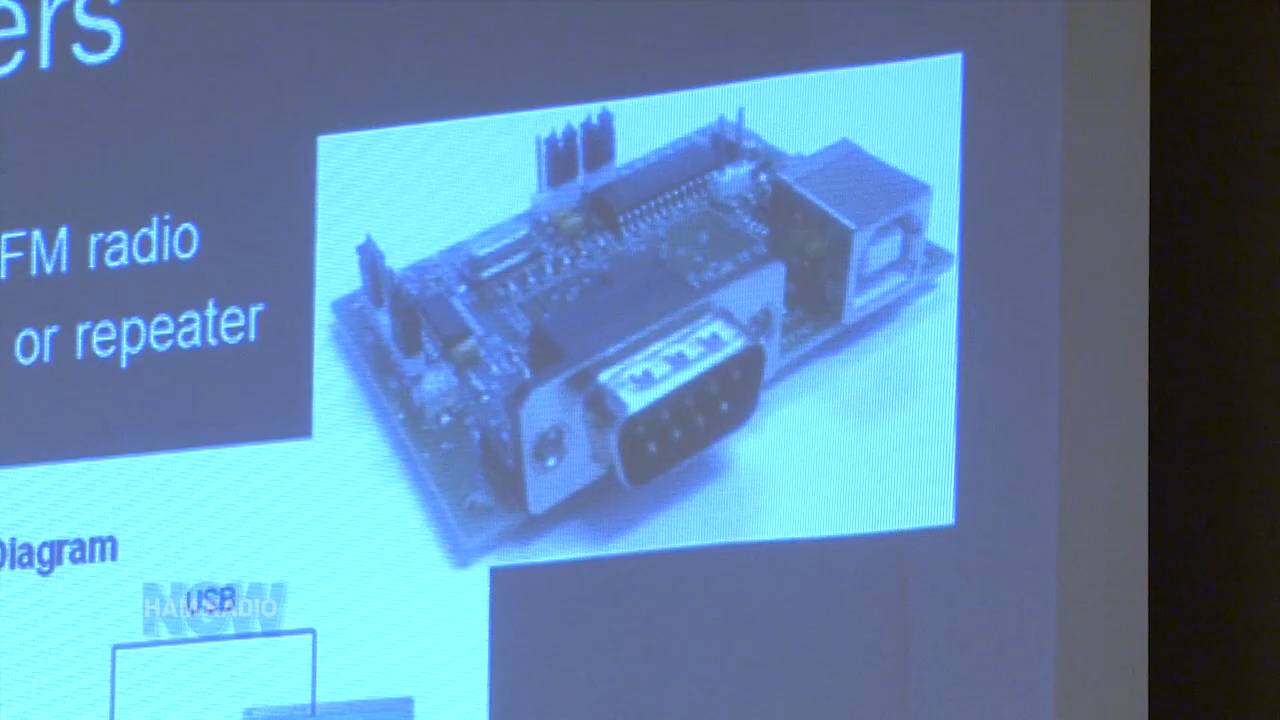 ers
FM radio
or repeater
Diagram
USB
HAM RADIO
NOW